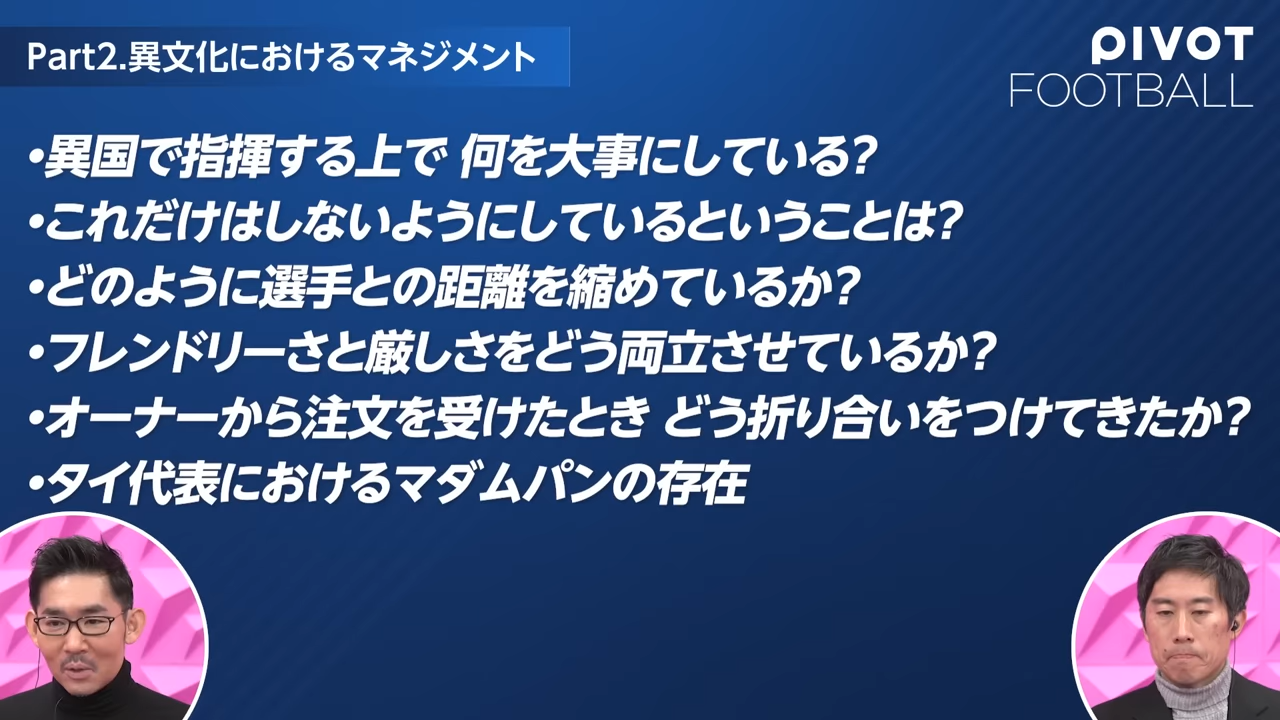 Part2.異文化におけるマネジメント
PIVOT
FOOTBALL
•異国で指揮する上で 何を大事にしている?
•これだけはしないようにしているということは?
•どのように選手との距離を縮めているか?
•フレンドリーさと厳しさをどう両立させているか?
•オーナーから注文を受けたとき どう折り合いをつけてきたか?
•タイ代表におけるマダムパンの存在